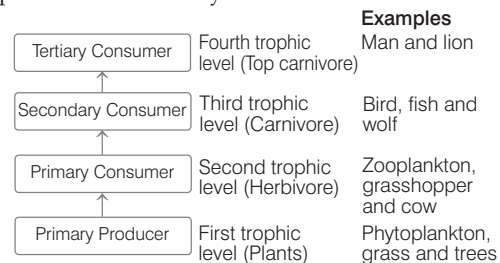 Examples
Tertiary Consumer
Fourth trophic
level (Top carnivore)
Man and lion
Secondary Consumer
Third trophic
level (Carnivore)
Bird, fish and
wolf
Primary Consumer
Second trophic
level (Herbivore)
Zooplankton,
grasshopper
and cow
Primary Producer
First trophic
level (Plants)
Phytoplankton,
grass and trees